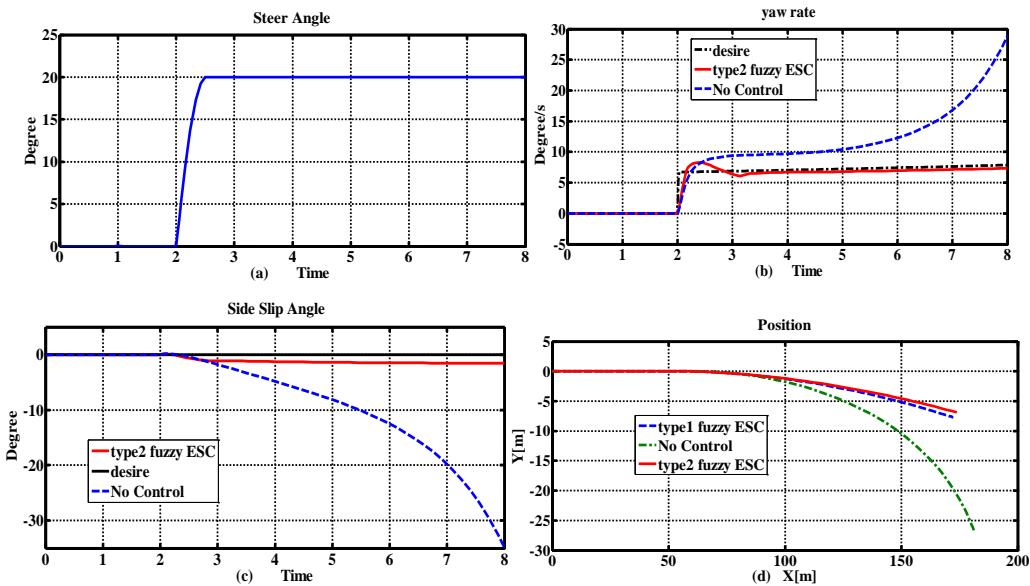 Steer Angle
25
20
15
10
5
0
Degree
0 1 2 3 4 5 6 7 8
(a) Time
yaw rate
30
25
20
15
10
5
0
-5
Degree/s
desire
type2 fuzzy ESC
No Control
0 1 2 3 4 5 6 7 8
(b) Time
Side Slip Angle
0
-10
-20
-30
Degree
type2 fuzzy ESC
desire
No Control
0 1 2 3 4 5 6 7 8
(c) Time
Position
5
0
-5
-10
-15
-20
-25
-30
Y[m]
type1 fuzzy ESC
No Control
type2 fuzzy ESC
0 50 100 150 200
(d) X[m]